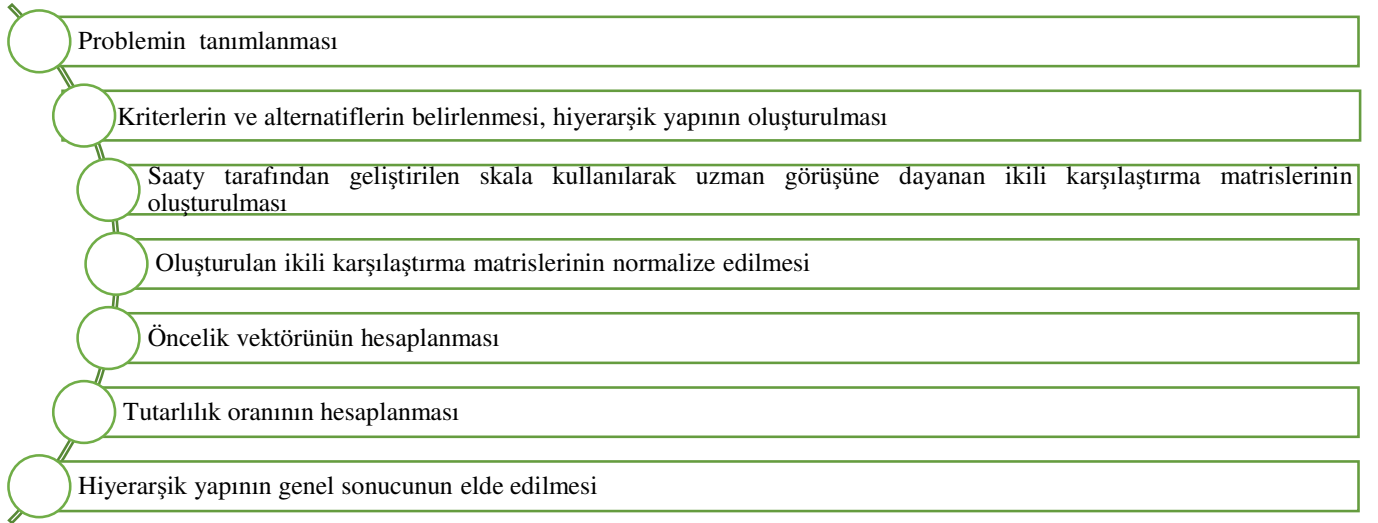 Problemin tanımlanması
Kriterlerin ve alternatiflerin belirlenmesi, hiyerarşik yapının oluşturulması
Saaty tarafından geliştirilen skala kullanılarak uzman görüşüne dayanan ikili karşılaştırma matrislerinin
oluşturulması
Oluşturulan ikili karşılaştırma matrislerinin normalize edilmesi
Öncelik vektörünün hesaplanması
Tutarlılık oranının hesaplanması
Hiyerarşik yapının genel sonucunun elde edilmesi